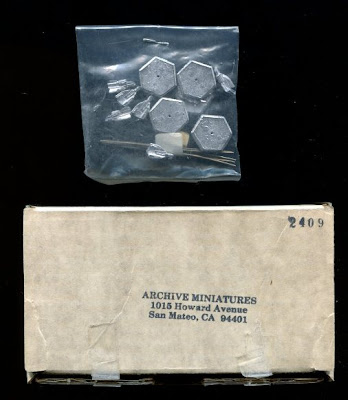 2409
ARCHIVE MINIATURES
1015 Howard Avenue
San Mateo, CA 94401